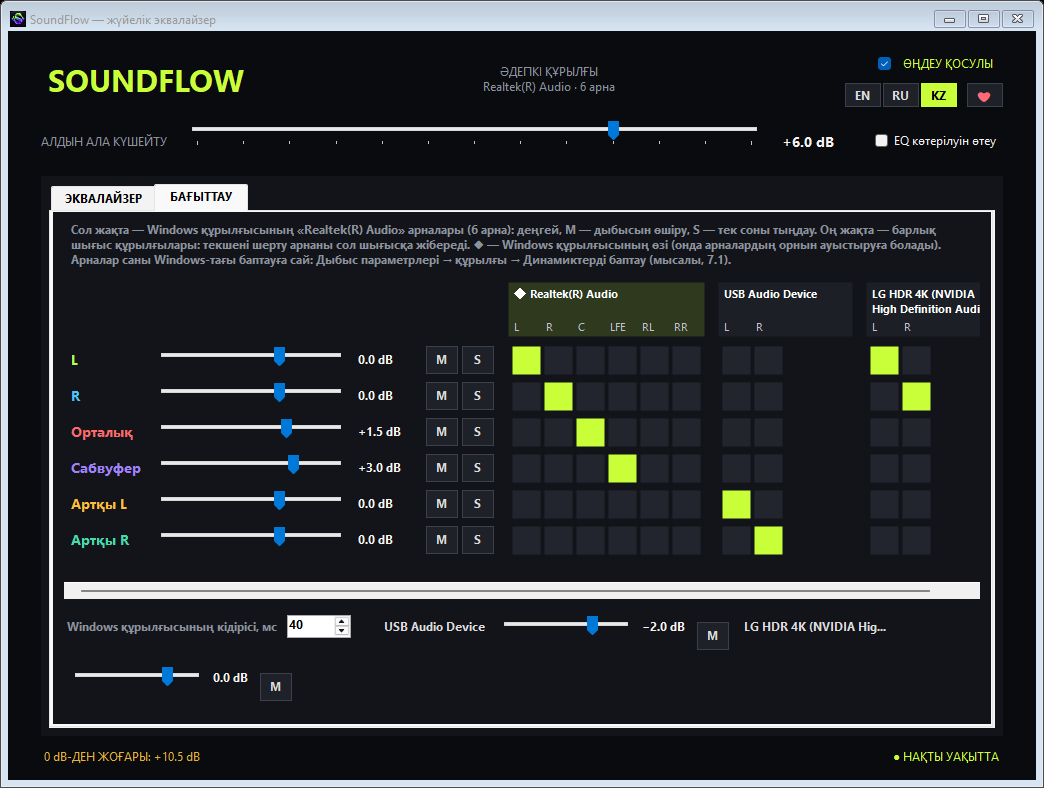 SoundFlow — жүйелік эквалайзер
SOUNDFLOW
ӘДЕПКІ ҚҰРЫЛҒЫ
Realtek(R) Audio · 6 арна
ӨҢДЕУ ҚОСУЛЫ
EN RU KZ
АЛДЫН АЛА КҮШЕЙТУ
+6.0 dB
EQ көтерілуін өтеу
ЭКВАЛАЙЗЕР БАҒЫТТАУ
Сол жақта — Windows құрылғысының «Realtek(R) Audio» арналары (6 арна): деңгей, M — дыбысын өшіру, S — тек соны тыңдау. Оң жақта — барлық
шығыс құрылғылары: текшені шерту арнаны сол шығысқа жібереді. ◆ — Windows құрылғысының өзі (онда арналардың орнын ауыстыруға болады).
Арналар саны Windows-тағы баптауға сай: Дыбыс параметрлері → құрылғы → Динамиктерді баптау (мысалы, 7.1).
◆ Realtek(R) Audio
L R C LFE RL RR
USB Audio Device
L R
LG HDR 4K (NVIDIA
High Definition Audi
L R
L 0.0 dB M S
R 0.0 dB M S
Орталық +1.5 dB M S
Сабвуфер +3.0 dB M S
Артқы L 0.0 dB M S
Артқы R 0.0 dB M S
Windows құрылғысының кідірісі, мс 40
USB Audio Device −2.0 dB M
LG HDR 4K (NVIDIA Hig...
0.0 dB M
0 dB-ДЕН ЖОҒАРЫ: +10.5 dB
● НАҚТЫ УАҚЫТТА